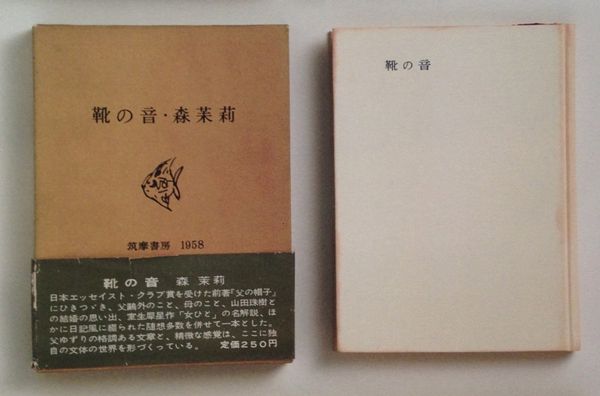 靴の音・森茉莉
筑摩書房 1958
靴の音 森茉莉
日本エッセイスト・クラブ賞を受けた前著「父の帽子」
にひきつゞき、父鷗外のこと、母のこと、山田珠樹と
の結婚の思い出、室生犀星作「女ひと」の名解説、ほ
かに日記風に綴られた随想多数を併せて一本とした。
父ゆずりの格調ある文章と、精微な感覚は、ここに独
自の文体の世界を形づくっている。 定価250円
靴の音